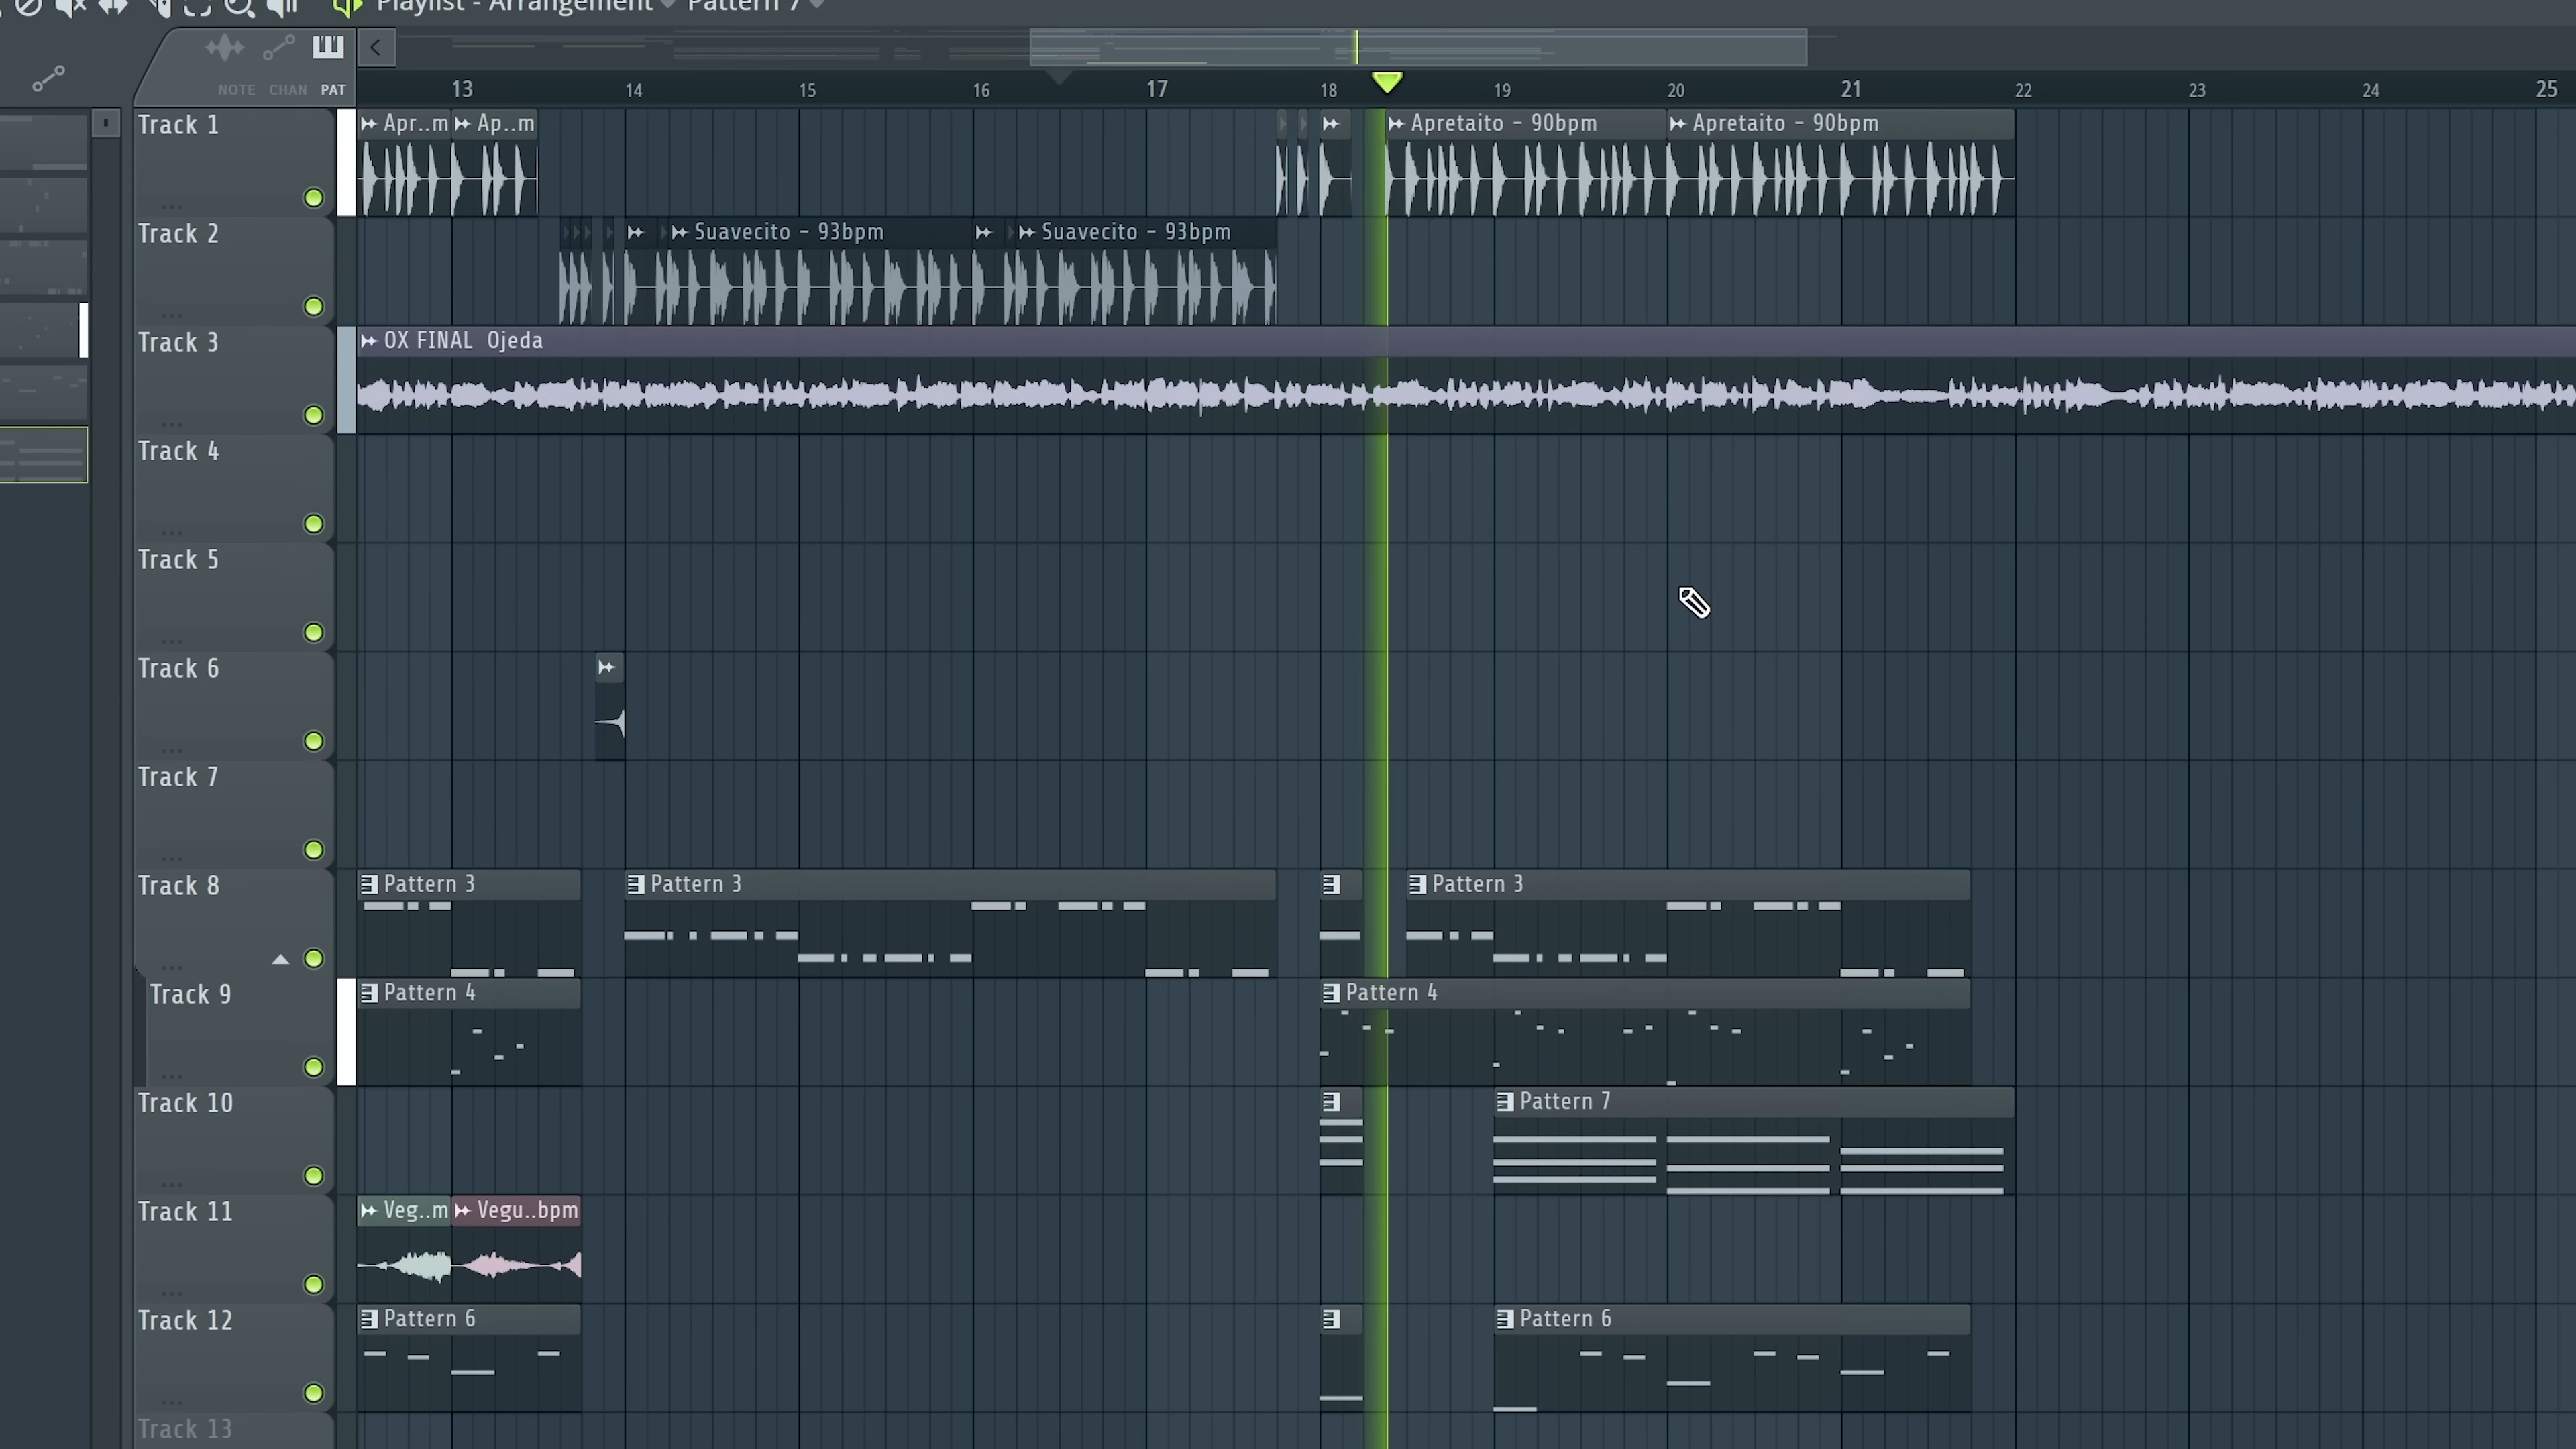 Playlist - Arrangement Pattern 7
NOTE CHAN PAT
13 14 15 16 17 18 19 20 21 22 23 24 25
Track 1
Apr..m Ap..m Apretaito - 90bpm Apretaito - 90bpm
Track 2
Suavecito - 93bpm Suavecito - 93bpm
Track 3
OX FINAL Ojeda
Track 4
Track 5
Track 6
Track 7
Track 8
Pattern 3 Pattern 3 Pattern 3
Track 9
Pattern 4 Pattern 4
Track 10
Pattern 7
Track 11
Veg..m Vegu..bpm
Track 12
Pattern 6 Pattern 6
Track 13